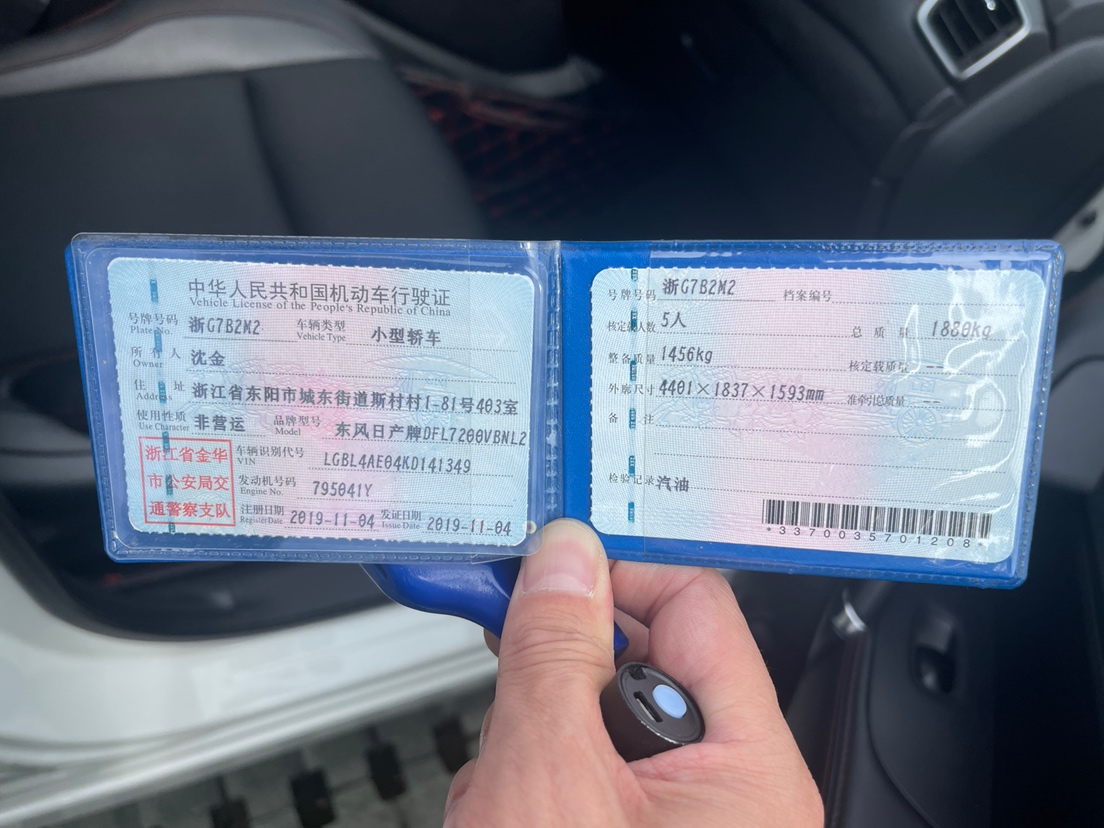 中华人民共和国机动车行驶证
Vehicle License of the People's Republic of China
号牌号码 浙G7B2M2 车辆类型 小型轿车
Plate No. Vehicle Type
所有人 沈金
Owner
住址 浙江省东阳市城东街道斯村村1-81号403室
Address
使用性质 非营运 品牌型号 东风日产牌DFL7200VBNL2
Use Character Model
浙江省金华
市公安局交
通警察支队
车辆识别代号 LGBL4AE04KD141349
VIN
发动机号码 795041Y
Engine No.
注册日期 2019-11-04 发证日期 2019-11-04
Register Date Issue Date
号牌号码 浙G7B2M2 档案编号
核定载人数 5人 总质量 1880kg
整备质量 1456kg 核定载质量 --
外廓尺寸 4401×1837×1593mm 准牵引总质量 --
备注
检验记录 汽油
*3370035701208*